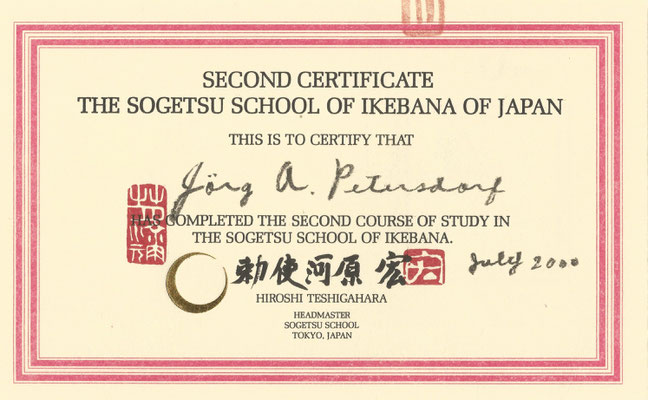 SECOND CERTIFICATE
THE SOGETSU SCHOOL OF IKEBANA OF JAPAN
THIS IS TO CERTIFY THAT
Jörg A. Petersdorf
HAS COMPLETED THE SECOND COURSE OF STUDY IN
THE SOGETSU SCHOOL OF IKEBANA.
勅使河原 宏 宏 July 2000
HIROSHI TESHIGAHARA
HEADMASTER
SOGETSU SCHOOL
TOKYO, JAPAN